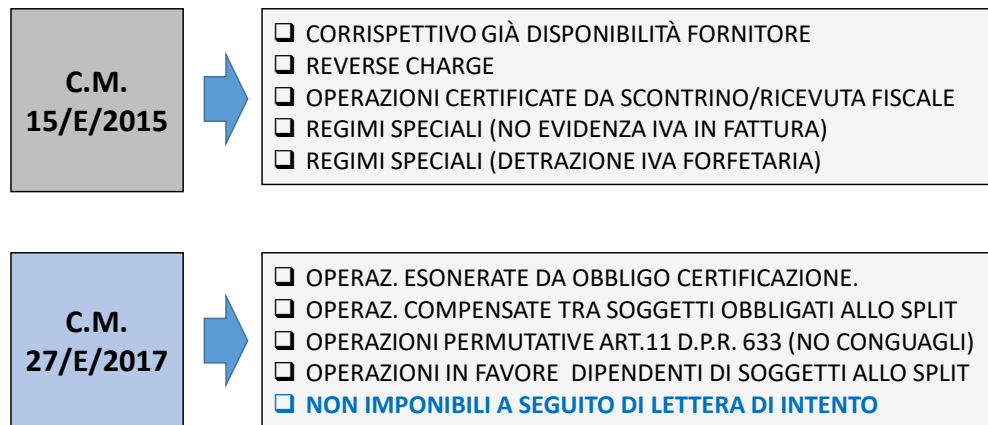 C.M.
15/E/2015
❑ CORRISPETTIVO GIÀ DISPONIBILITÀ FORNITORE
❑ REVERSE CHARGE
❑ OPERAZIONI CERTIFICATE DA SCONTRINO/RICEVUTA FISCALE
❑ REGIMI SPECIALI (NO EVIDENZA IVA IN FATTURA)
❑ REGIMI SPECIALI (DETRAZIONE IVA FORFETARIA)
C.M.
27/E/2017
❑ OPERAZ. ESONERATE DA OBBLIGO CERTIFICAZIONE.
❑ OPERAZ. COMPENSATE TRA SOGGETTI OBBLIGATI ALLO SPLIT
❑ OPERAZIONI PERMUTATIVE ART.11 D.P.R. 633 (NO CONGUAGLI)
❑ OPERAZIONI IN FAVORE DIPENDENTI DI SOGGETTI ALLO SPLIT
❑ NON IMPONIBILI A SEGUITO DI LETTERA DI INTENTO